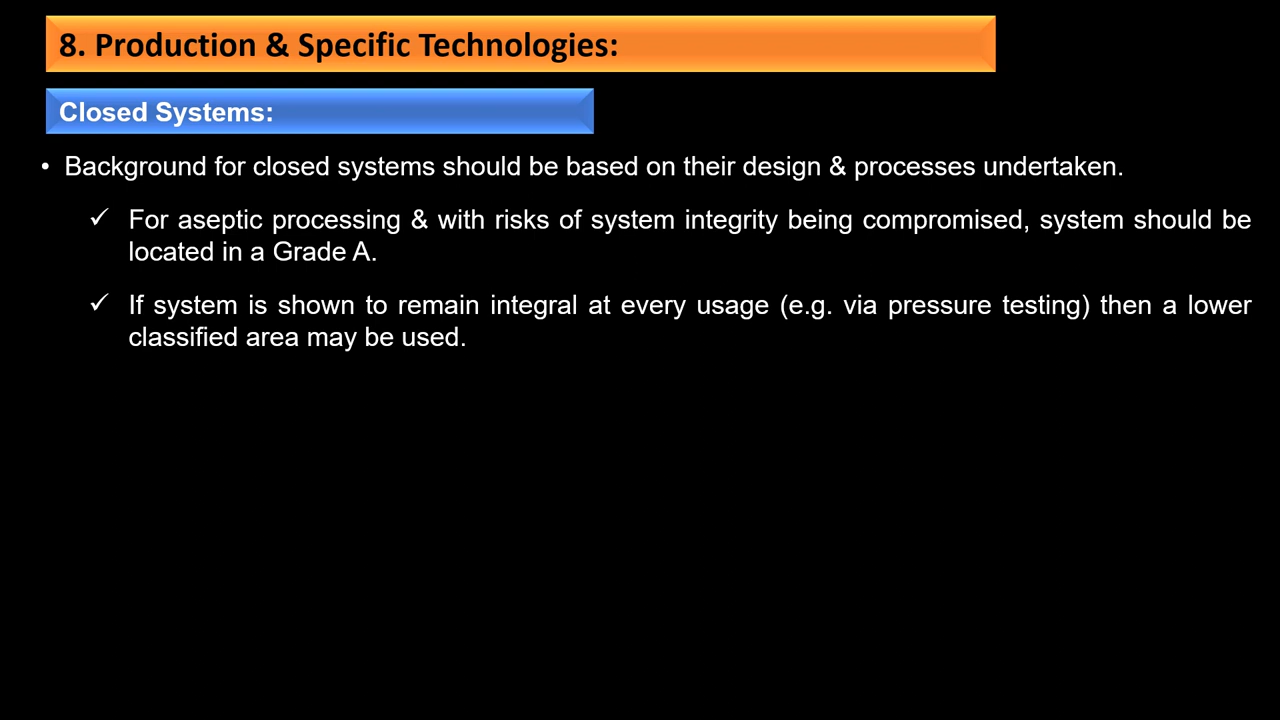 8. Production & Specific Technologies:
Closed Systems:
• Background for closed systems should be based on their design & processes undertaken.
✓ For aseptic processing & with risks of system integrity being compromised, system should be
located in a Grade A.
✓ If system is shown to remain integral at every usage (e.g. via pressure testing) then a lower
classified area may be used.